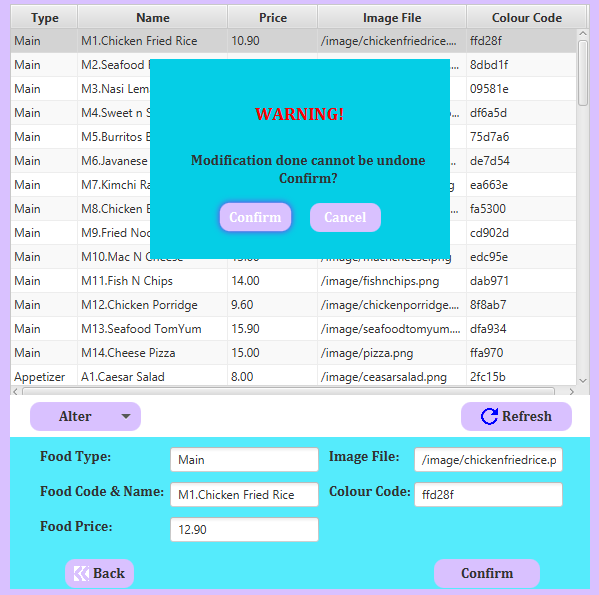 Type Name Price Image File Colour Code
Main M1.Chicken Fried Rice 10.90 /image/chickenfriedrice.... ffd28f
Main M2.Seafood 8dbd1f
Main M3.Nasi Lem 09581e
Main M4.Sweet n S df6a5d
Main M5.Burritos 75d7a6
Main M6.Javanese de7d54
Main M7.Kimchi Ra ea663e
Main M8.Chicken fa5300
Main M9.Fried Noo cd902d
Main M10.Mac N Cheese /image/macncheese.png edc95e
Main M11.Fish N Chips 14.00 /image/fishnchips.png dab971
Main M12.Chicken Porridge 9.60 /image/chickenporridge.... 8f8ab7
Main M13.Seafood TomYum 15.90 /image/seafoodtomyum.... dfa934
Main M14.Cheese Pizza 15.00 /image/pizza.png ffa970
Appetizer A1.Caesar Salad 8.00 /image/ceasarsalad.png 2fc15b
WARNING!
Modification done cannot be undone
Confirm?
Confirm Cancel
Alter Refresh
Food Type: Main Image File: /image/chickenfriedrice.p
Food Code & Name: M1.Chicken Fried Rice Colour Code: ffd28f
Food Price: 12.90
Back Confirm